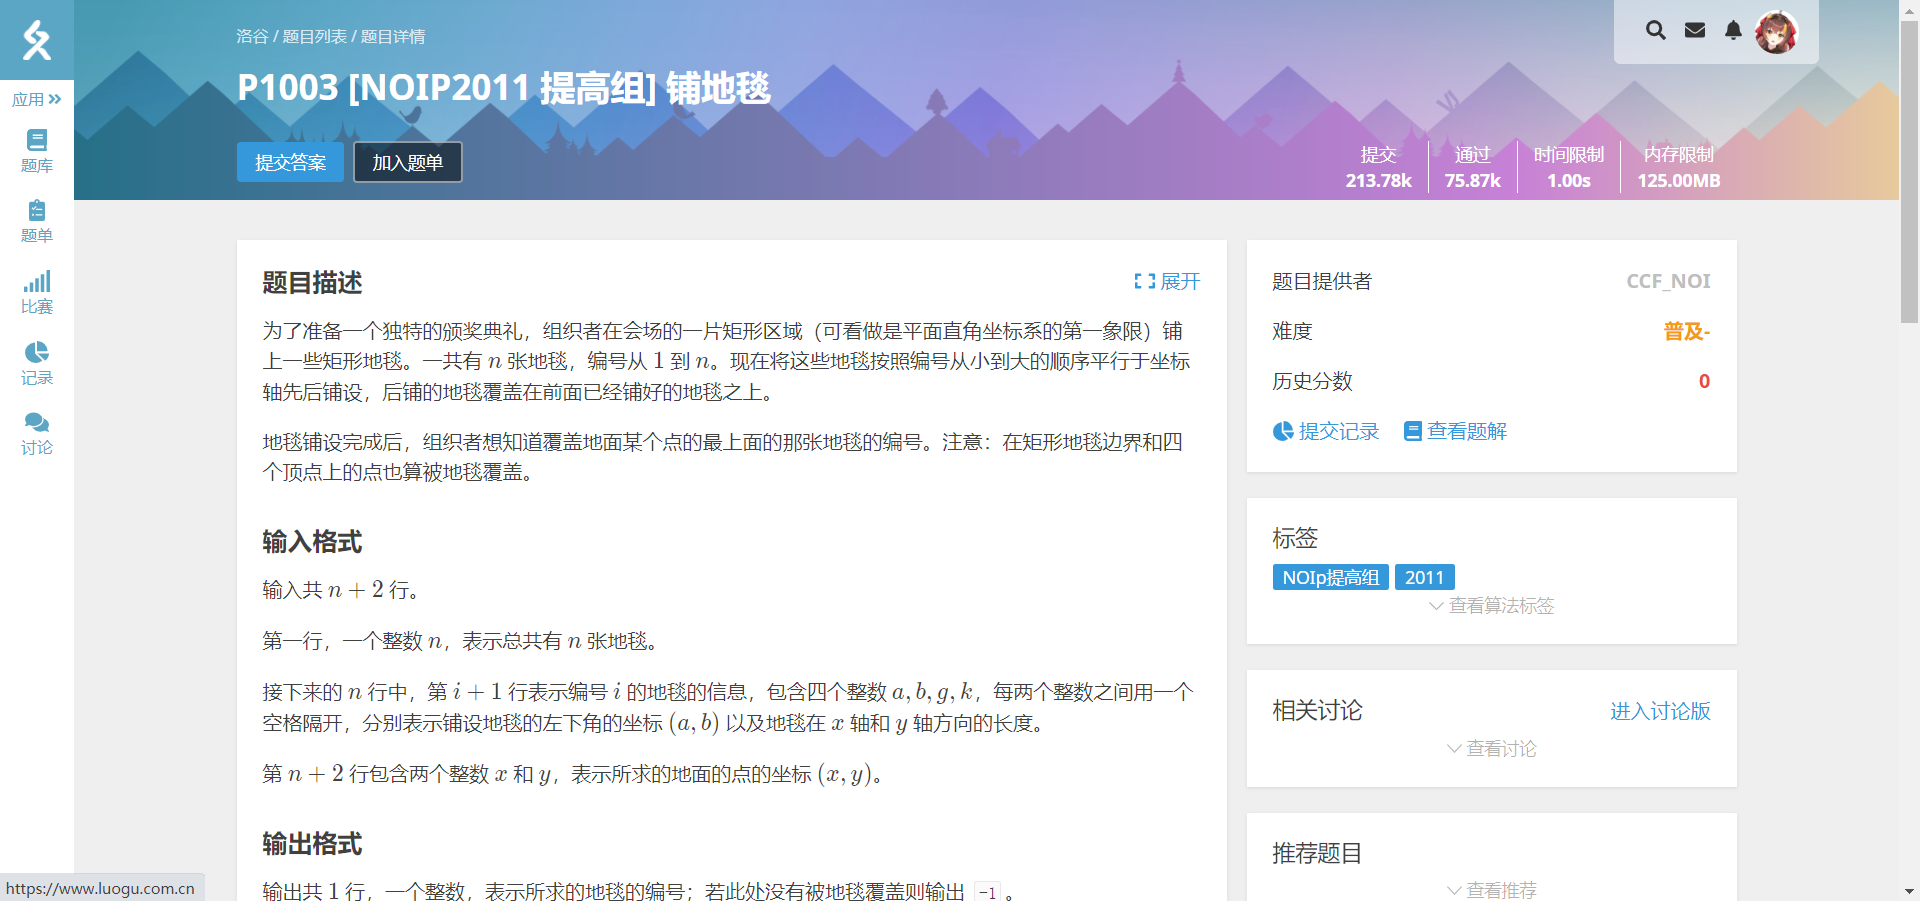 洛谷 / 题目列表 / 题目详情
P1003 [NOIP2011 提高组] 铺地毯
提交答案
加入题单
提交
213.78k
通过
75.87k
时间限制
1.00s
内存限制
125.00MB
应用
题库
题单
比赛
记录
讨论
题目描述
展开
为了准备一个独特的颁奖典礼，组织者在会场的一片矩形区域（可看做是平面直角坐标系的第一象限）铺
上一些矩形地毯。一共有 n 张地毯，编号从 1 到 n。现在将这些地毯按照编号从小到大的顺序平行于坐标
轴先后铺设，后铺的地毯覆盖在前面已经铺好的地毯之上。
地毯铺设完成后，组织者想知道覆盖地面某个点的最上面的那张地毯的编号。注意：在矩形地毯边界和四
个顶点上的点也算被地毯覆盖。
输入格式
输入共 n + 2 行。
第一行，一个整数 n，表示总共有 n 张地毯。
接下来的 n 行中，第 i + 1 行表示编号 i 的地毯的信息，包含四个整数 a, b, g, k，每两个整数之间用一个
空格隔开，分别表示铺设地毯的左下角的坐标 (a, b) 以及地毯在 x 轴和 y 轴方向的长度。
第 n + 2 行包含两个整数 x 和 y，表示所求的地面的点的坐标 (x, y)。
输出格式
输出共 1 行，一个整数，表示所求的地毯的编号；若此处没有被地毯覆盖则输出 -1 。
题目提供者
CCF_NOI
难度
普及-
历史分数
0
提交记录
查看题解
标签
NOIp提高组
2011
查看算法标签
相关讨论
进入讨论版
查看讨论
推荐题目
查看推荐
https://www.luogu.com.cn